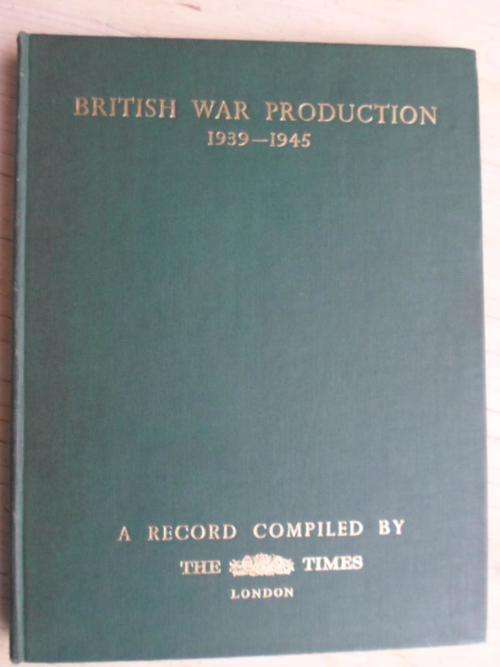 BRITISH WAR PRODUCTION
1939—1945
A RECORD COMPILED BY
THE TIMES
LONDON